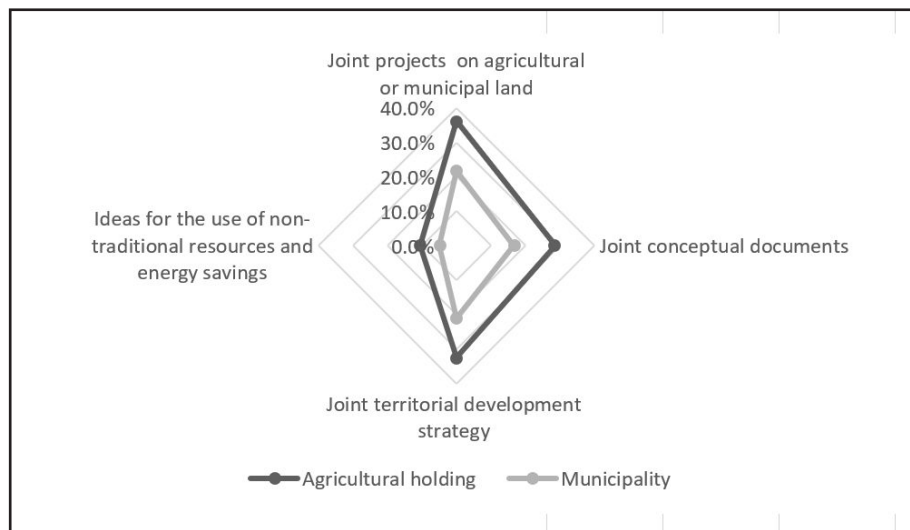 Joint projects on agricultural
or municipal land
40.0%
30.0%
20.0%
10.0%
0.0%
Ideas for the use of non-
traditional resources and
energy savings
Joint conceptual documents
Joint territorial development
strategy
Agricultural holding
Municipality